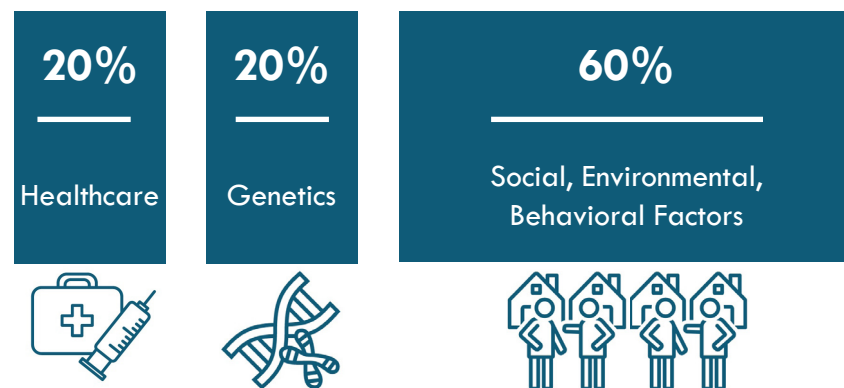 20%
Healthcare
20%
Genetics
60%
Social, Environmental,
Behavioral Factors